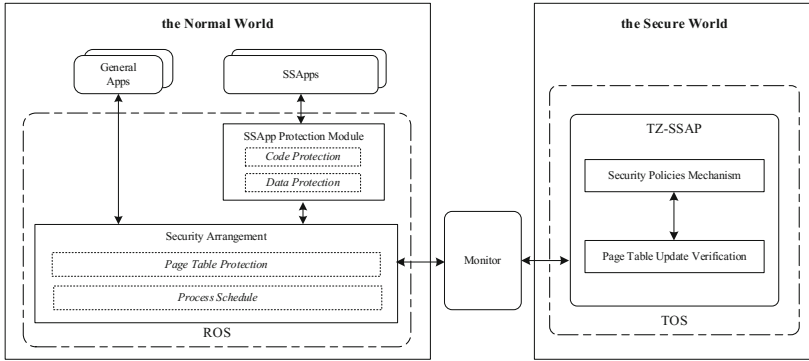 the Normal World
General
Apps
SSApps
SSApp Protection Module
Code Protection
Data Protection
Security Arrangement
Page Table Protection
Process Schedule
ROS
Monitor
the Secure World
TZ-SSAP
Security Policies Mechanism
Page Table Update Verification
TOS